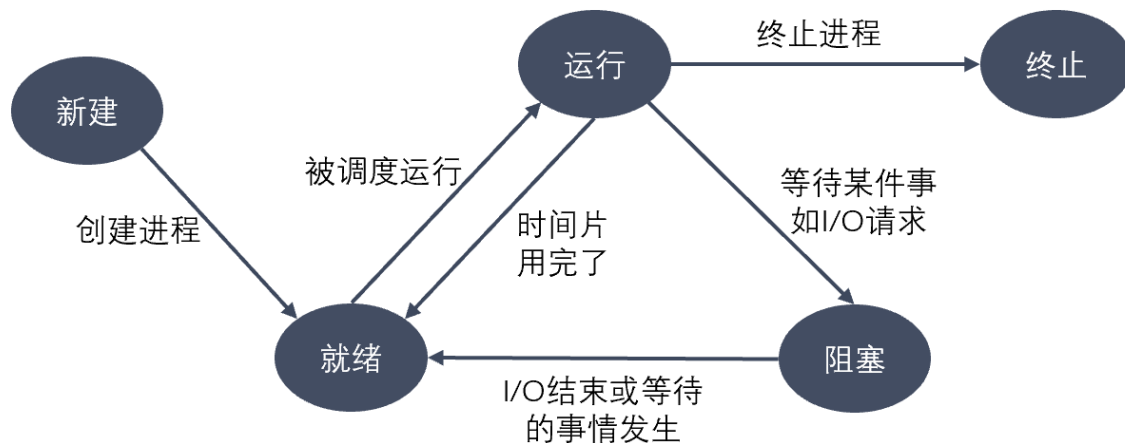 运行
终止进程
终止
新建
被调度运行
等待某件事
如I/O请求
创建进程
时间片
用完了
就绪
阻塞
I/O结束或等待
的事情发生